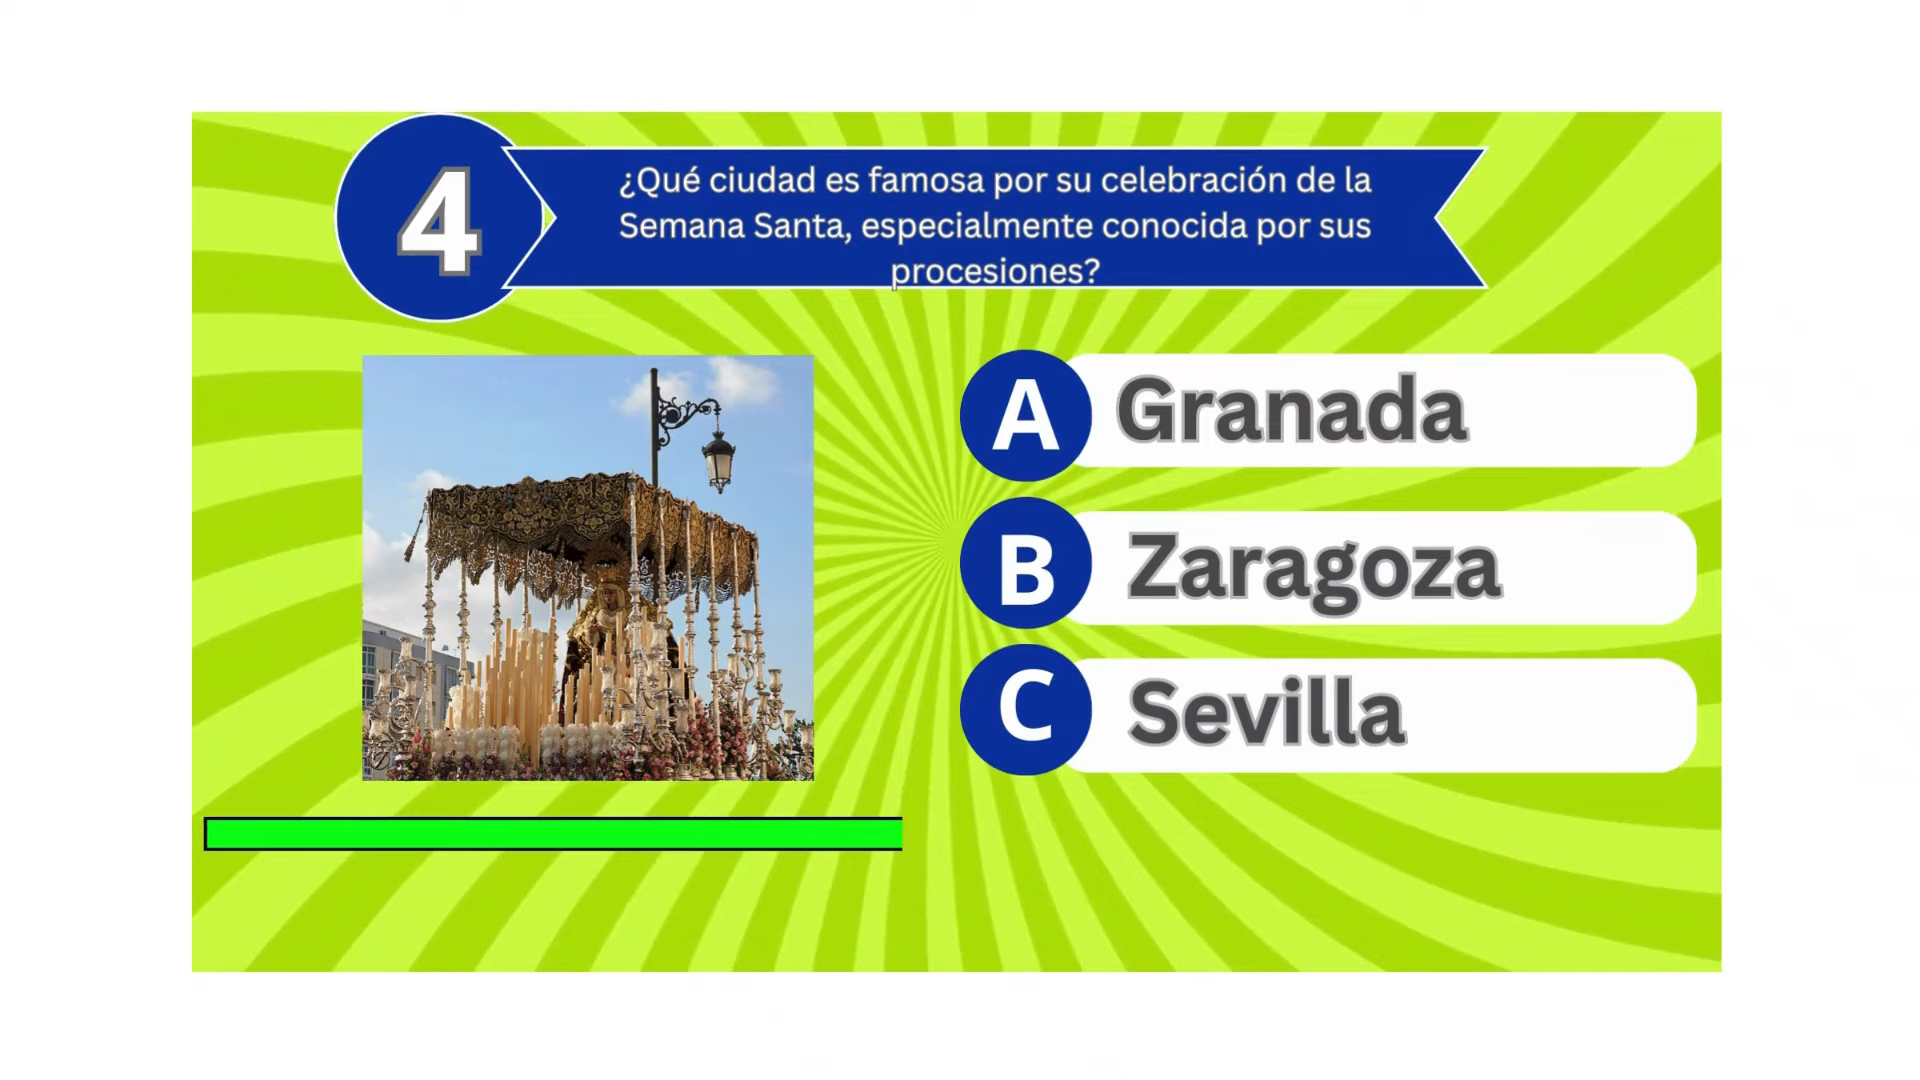 4
¿Qué ciudad es famosa por su celebración de la
Semana Santa, especialmente conocida por sus
procesiones?
A Granada
B Zaragoza
C Sevilla